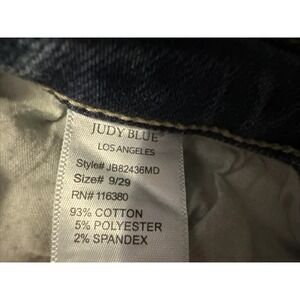 JUDY BLUE®
LOS ANGELES
Style# JB82436MD
Size# 9/29
RN# 116380
93% COTTON
5% POLYESTER
2% SPANDEX